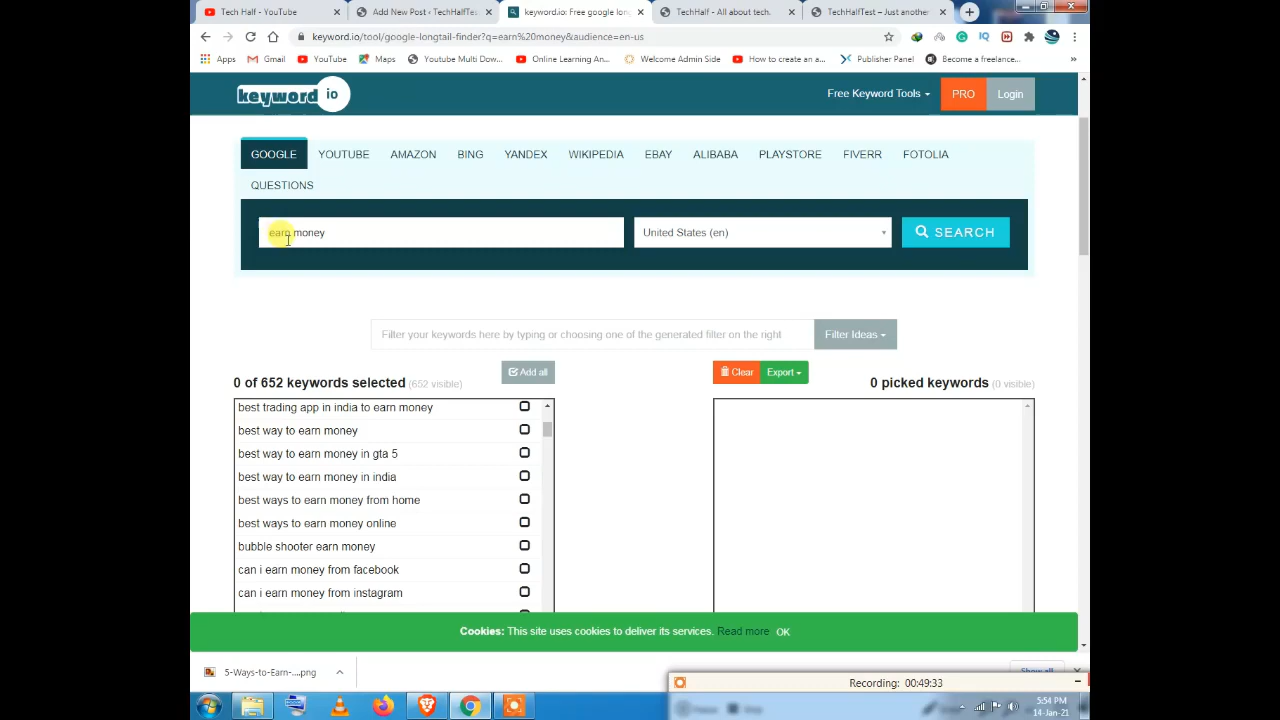 Tech Half - YouTube
Add New Post ‹ TechHalfTest
keyword.io: Free google lon
TechHalf - All about tech.
TechHalfTest – Just another
keyword.io/tool/google-longtail-finder?q=earn%20money&audience=en-us
Apps
Gmail
YouTube
Maps
Youtube Multi Dow...
Online Learning An...
Welcome Admin Side
How to create an a...
Publisher Panel
Become a freelance...
keyword io
Free Keyword Tools
PRO
Login
GOOGLE
YOUTUBE
AMAZON
BING
YANDEX
WIKIPEDIA
EBAY
ALIBABA
PLAYSTORE
FIVERR
FOTOLIA
QUESTIONS
earn money
United States (en)
SEARCH
Filter your keywords here by typing or choosing one of the generated filter on the right
Filter Ideas
Add all
Clear
Export
0 of 652 keywords selected (652 visible)
0 picked keywords (0 visible)
best trading app in india to earn money
best way to earn money
best way to earn money in gta 5
best way to earn money in india
best ways to earn money from home
best ways to earn money online
bubble shooter earn money
can i earn money from facebook
can i earn money from instagram
Cookies: This site uses cookies to deliver its services. Read more OK
5-Ways-to-Earn-....png
Show all
Recording: 00:49:33
5:54 PM
14-Jan-21